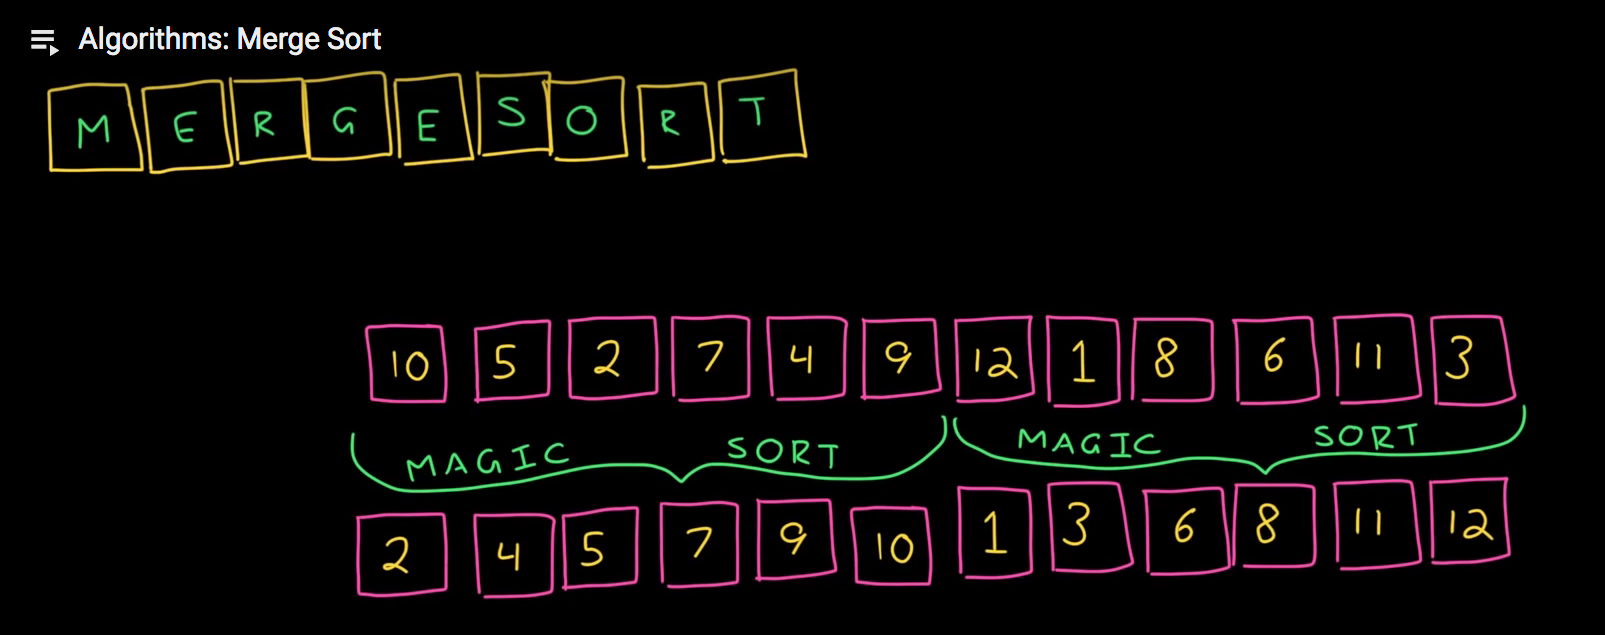 Algorithms: Merge Sort
M E R G E S O R T
10 5 2 7 4 9 12 1 8 6 11 3
MAGIC SORT MAGIC SORT
2 4 5 7 9 10 1 3 6 8 11 12